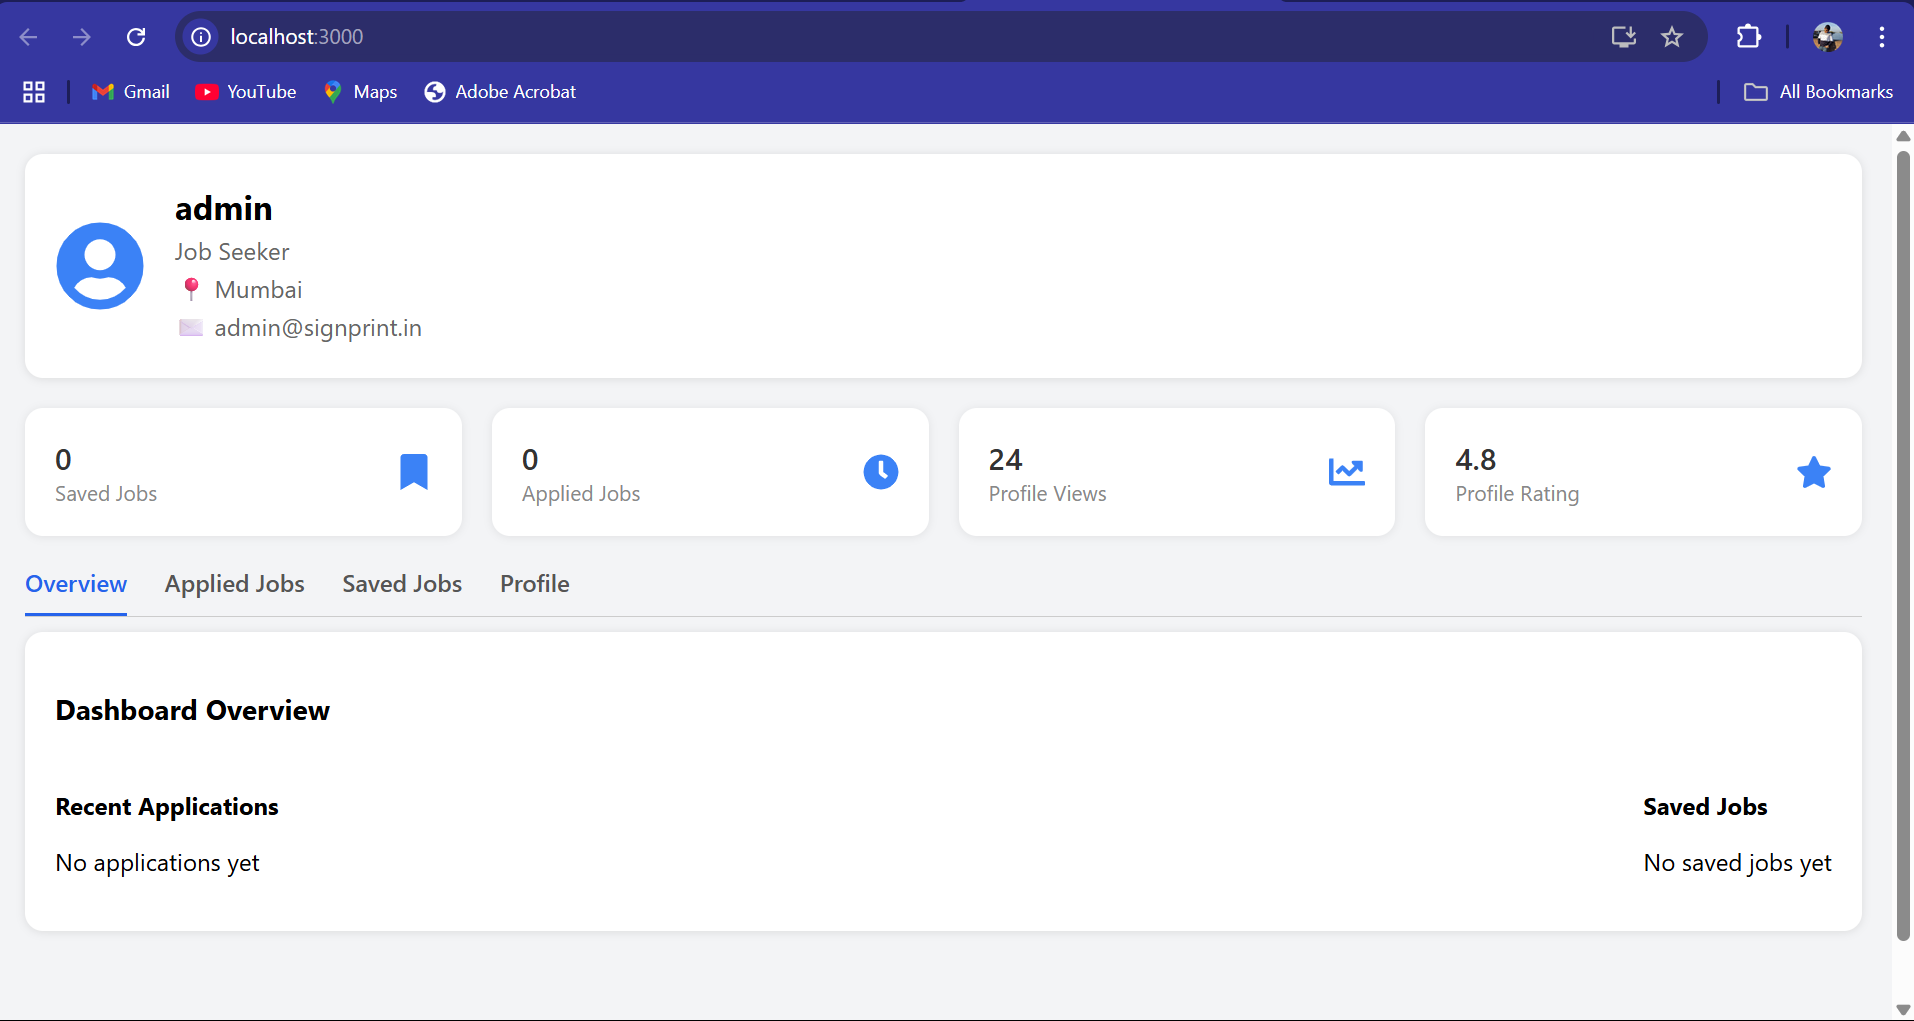 localhost:3000
Gmail YouTube Maps Adobe Acrobat All Bookmarks
admin
Job Seeker
📍 Mumbai
✉️ admin@signprint.in
0
Saved Jobs
0
Applied Jobs
24
Profile Views
4.8
Profile Rating
Overview Applied Jobs Saved Jobs Profile
Dashboard Overview
Recent Applications
No applications yet
Saved Jobs
No saved jobs yet